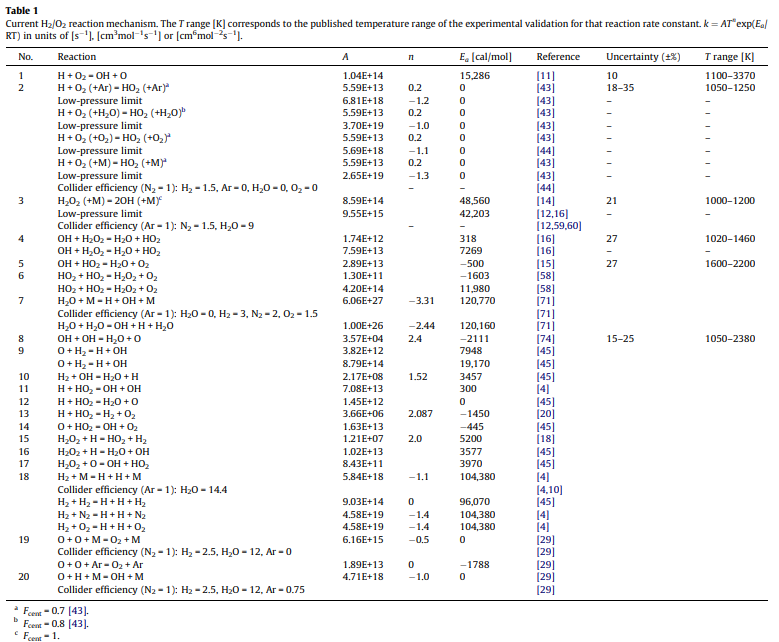 Table 1
Current H₂/O₂ reaction mechanism. The T range [K] corresponds to the published temperature range of the experimental validation for that reaction rate constant. k = ATⁿexp(Eₐ/
RT) in units of [s⁻¹], [cm³mol⁻¹s⁻¹] or [cm⁶mol⁻²s⁻¹].
No. Reaction A n Eₐ [cal/mol] Reference Uncertainty (±%) T range [K]
1 H + O₂ = OH + O 1.04E+14 15,286 [11] 10 1100–3370
2 H + O₂ (+Ar) = HO₂ (+Ar)ᵃ 5.59E+13 0.2 0 [43] 18–35 1050–1250
Low-pressure limit 6.81E+18 −1.2 0 [43] – –
H + O₂ (+H₂O) = HO₂ (+H₂O)ᵇ 5.59E+13 0.2 0 [43] – –
Low-pressure limit 3.70E+19 −1.0 0 [43] – –
H + O₂ (+O₂) = HO₂ (+O₂)ᵃ 5.59E+13 0.2 0 [43] – –
Low-pressure limit 5.69E+18 −1.1 0 [44] – –
H + O₂ (+M) = HO₂ (+M)ᵃ 5.59E+13 0.2 0 [43] – –
Low-pressure limit 2.65E+19 −1.3 0 [43] – –
Collider efficiency (N₂ = 1): H₂ = 1.5, Ar = 0, H₂O = 0, O₂ = 0 – – [44]
3 H₂O₂ (+M) = 2OH (+M)ᶜ 8.59E+14 48,560 [14] 21 1000–1200
Low-pressure limit 9.55E+15 42,203 [12,16] – –
Collider efficiency (Ar = 1): N₂ = 1.5, H₂O = 9 – – [12,59,60]
4 OH + H₂O₂ = H₂O + HO₂ 1.74E+12 318 [16] 27 1020–1460
OH + H₂O₂ = H₂O + HO₂ 7.59E+13 7269 [16] – –
5 OH + HO₂ = H₂O + O₂ 2.89E+13 −500 [15] 27 1600–2200
6 HO₂ + HO₂ = H₂O₂ + O₂ 1.30E+11 −1603 [58]
HO₂ + HO₂ = H₂O₂ + O₂ 4.20E+14 11,980 [58]
7 H₂O + M = H + OH + M 6.06E+27 −3.31 120,770 [71]
Collider efficiency (Ar = 1): H₂O = 0, H₂ = 3, N₂ = 2, O₂ = 1.5 [71]
H₂O + H₂O = OH + H + H₂O 1.00E+26 −2.44 120,160 [71]
8 OH + OH = H₂O + O 3.57E+04 2.4 −2111 [74] 15–25 1050–2380
9 O + H₂ = H + OH 3.82E+12 7948 [45]
O + H₂ = H + OH 8.79E+14 19,170 [45]
10 H₂ + OH = H₂O + H 2.17E+08 1.52 3457 [45]
11 H + HO₂ = OH + OH 7.08E+13 300 [4]
12 H + HO₂ = H₂O + O 1.45E+12 0 [45]
13 H + HO₂ = H₂ + O₂ 3.66E+06 2.087 −1450 [20]
14 O + HO₂ = OH + O₂ 1.63E+13 −445 [45]
15 H₂O₂ + H = HO₂ + H₂ 1.21E+07 2.0 5200 [18]
16 H₂O₂ + H = H₂O + OH 1.02E+13 3577 [45]
17 H₂O₂ + O = OH + HO₂ 8.43E+11 3970 [45]
18 H₂ + M = H + H + M 5.84E+18 −1.1 104,380 [4]
Collider efficiency (Ar = 1): H₂O = 14.4 [4,10]
H₂ + H₂ = H + H + H₂ 9.03E+14 0 96,070 [45]
H₂ + N₂ = H + H + N₂ 4.58E+19 −1.4 104,380 [4]
H₂ + O₂ = H + H + O₂ 4.58E+19 −1.4 104,380 [4]
19 O + O + M = O₂ + M 6.16E+15 −0.5 0 [29]
Collider efficiency (N₂ = 1): H₂ = 2.5, H₂O = 12, Ar = 0 [29]
O + O + Ar = O₂ + Ar 1.89E+13 0 −1788 [29]
20 O + H + M = OH + M 4.71E+18 −1.0 0 [29]
Collider efficiency (N₂ = 1): H₂ = 2.5, H₂O = 12, Ar = 0.75 [29]
ᵃ F_cent = 0.7 [43].
ᵇ F_cent = 0.8 [43].
ᶜ F_cent = 1.